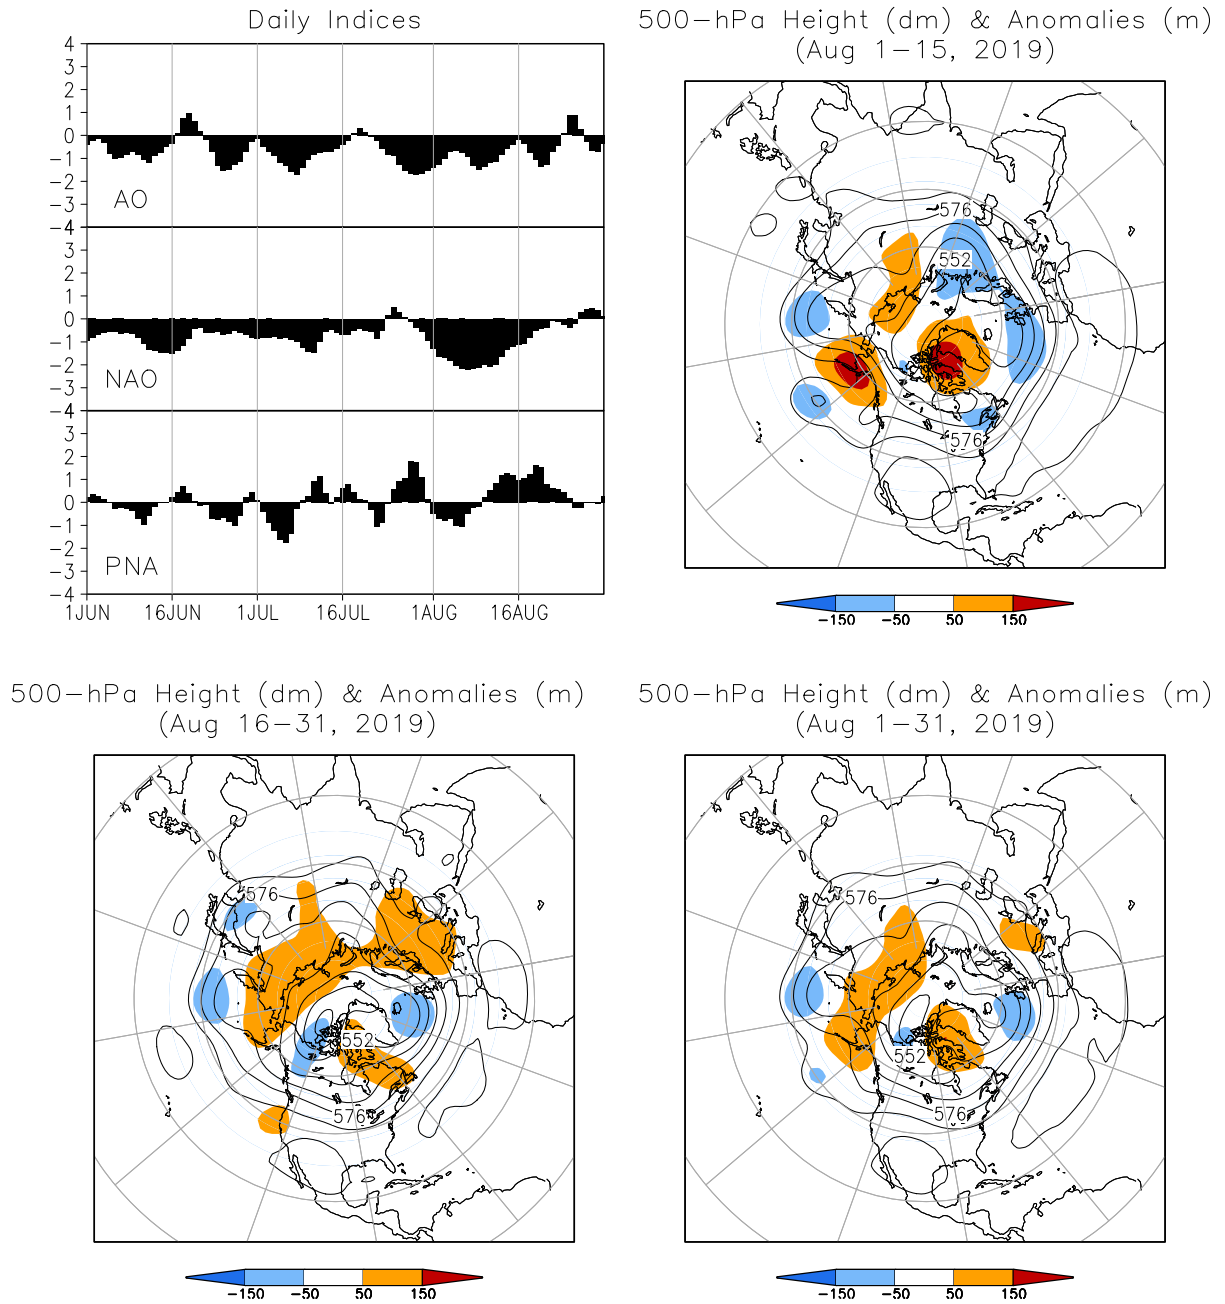 Daily Indices
4
3
2
1
0
−1
−2
−3
−4
AO
3
2
1
0
−1
−2
−3
−4
NAO
3
2
1
0
−1
−2
−3
−4
PNA
1JUN 16JUN 1JUL 16JUL 1AUG 16AUG
500−hPa Height (dm) & Anomalies (m)
(Aug 1−15, 2019)
576
552
576
−150 −50 50 150
500−hPa Height (dm) & Anomalies (m)
(Aug 16−31, 2019)
576
552
576
−150 −50 50 150
500−hPa Height (dm) & Anomalies (m)
(Aug 1−31, 2019)
576
552
576
−150 −50 50 150